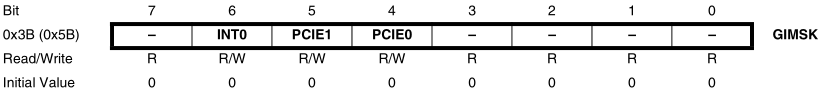 Bit 7 6 5 4 3 2 1 0
0x3B (0x5B) – INT0 PCIE1 PCIE0 – – – – GIMSK
Read/Write R R/W R/W R/W R R R R
Initial Value 0 0 0 0 0 0 0 0